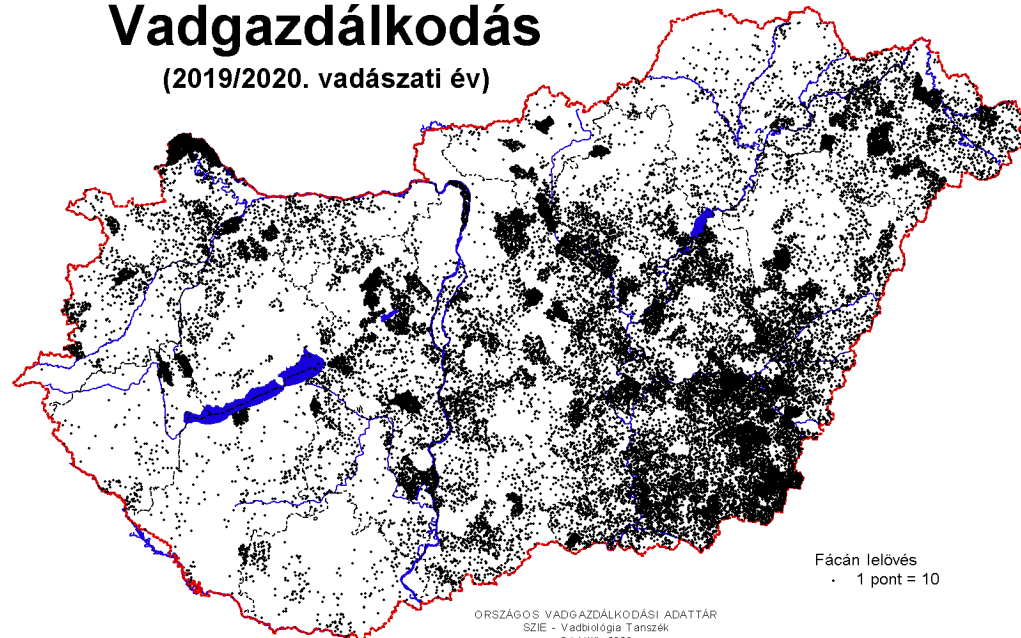 Vadgazdálkodás
(2019/2020. vadászati év)
Fácán lelövés
1 pont = 10
ORSZÁGOS VADGAZDÁLKODÁSI ADATTÁR
SZIE - Vadbiológia Tanszék